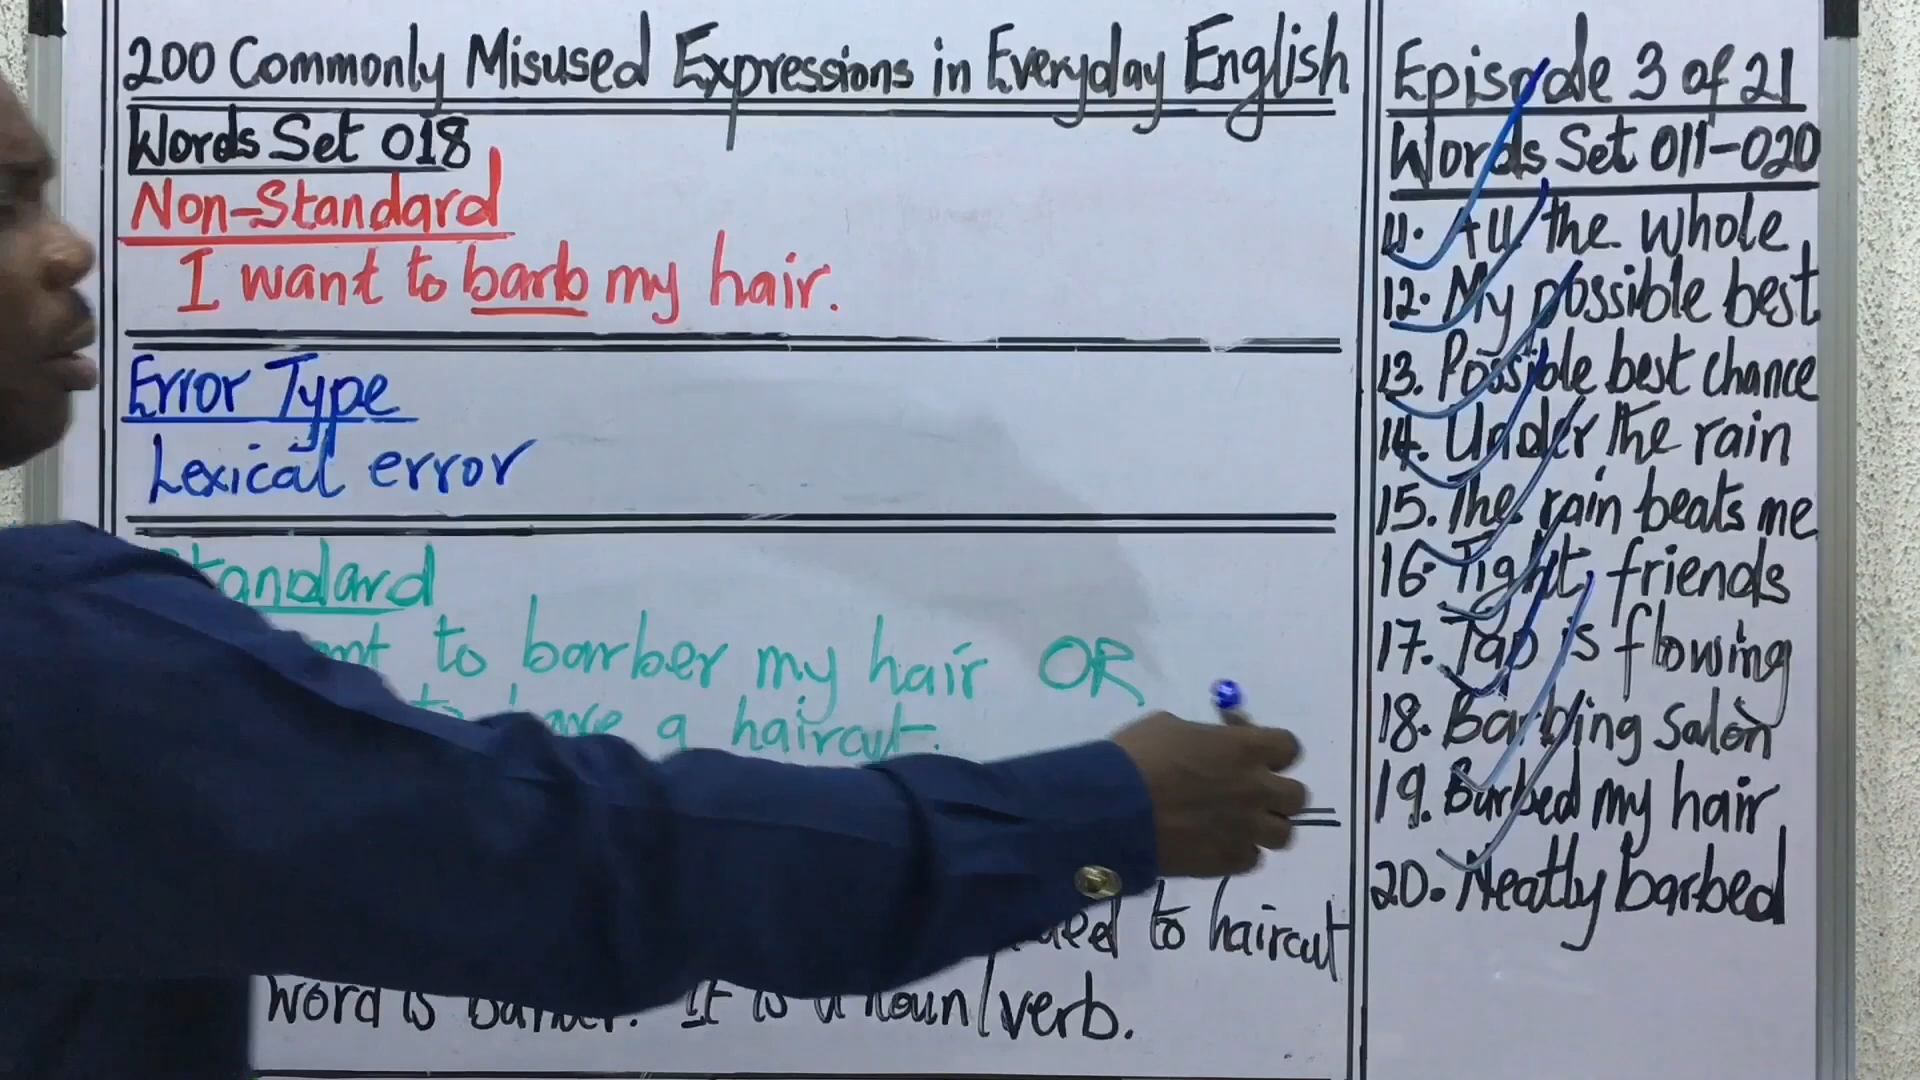 200 Commonly Misused Expressions in Everyday English
Words Set 018
Non-Standard
I want to barb my hair.
Error Type
Lexical error
Standard
to barber my hair OR
to have a haircut.
to haircut
word is barber. It is a noun/verb.
Episode 3 of 21
Words Set 011-020
11. All the whole
12. My possible best
13. Possible best chance
14. Under the rain
15. The rain beats me
16. Tight friends
17. Tap is flowing
18. Barbing salon
19. Barbed my hair
20. Neatly barbed